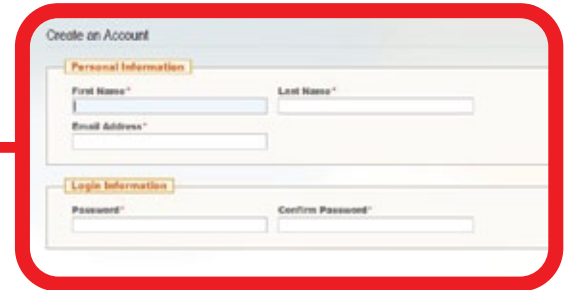 Create an Account
Personal Information
First Name* Last Name*
Email Address*
Login Information
Password* Confirm Password*